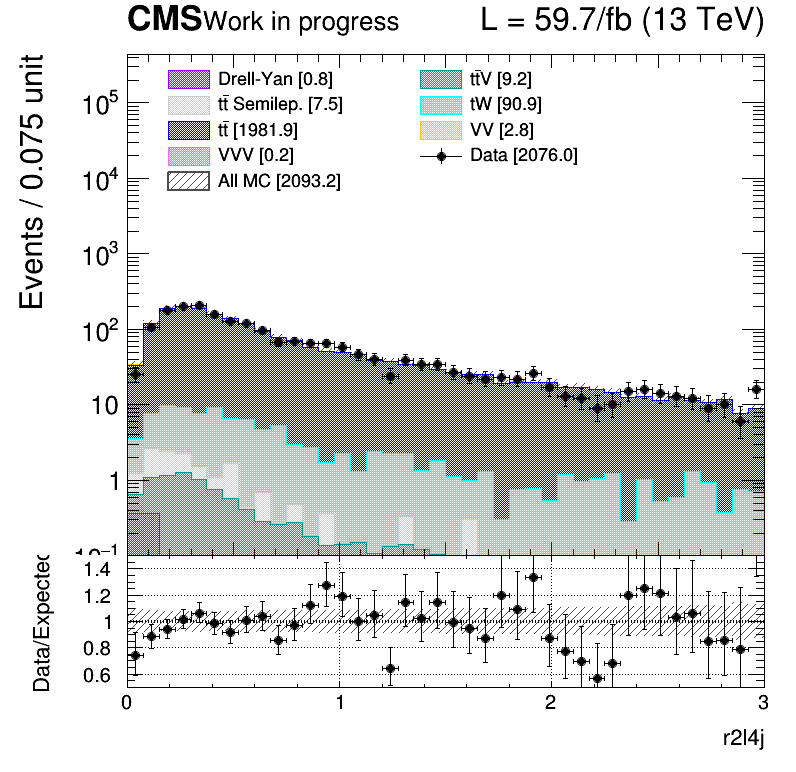 CMS Work in progress L = 59.7/fb (13 TeV)
Events / 0.075 unit
10⁵
10⁴
10³
10²
10
1
10⁻¹
Drell-Yan [0.8]
tt̄ Semilep. [7.5]
tt̄ [1981.9]
VVV [0.2]
All MC [2093.2]
tt̄V [9.2]
tW [90.9]
VV [2.8]
Data [2076.0]
Data/Expected
1.4
1.2
1
0.8
0.6
0 1 2 3
r2l4j